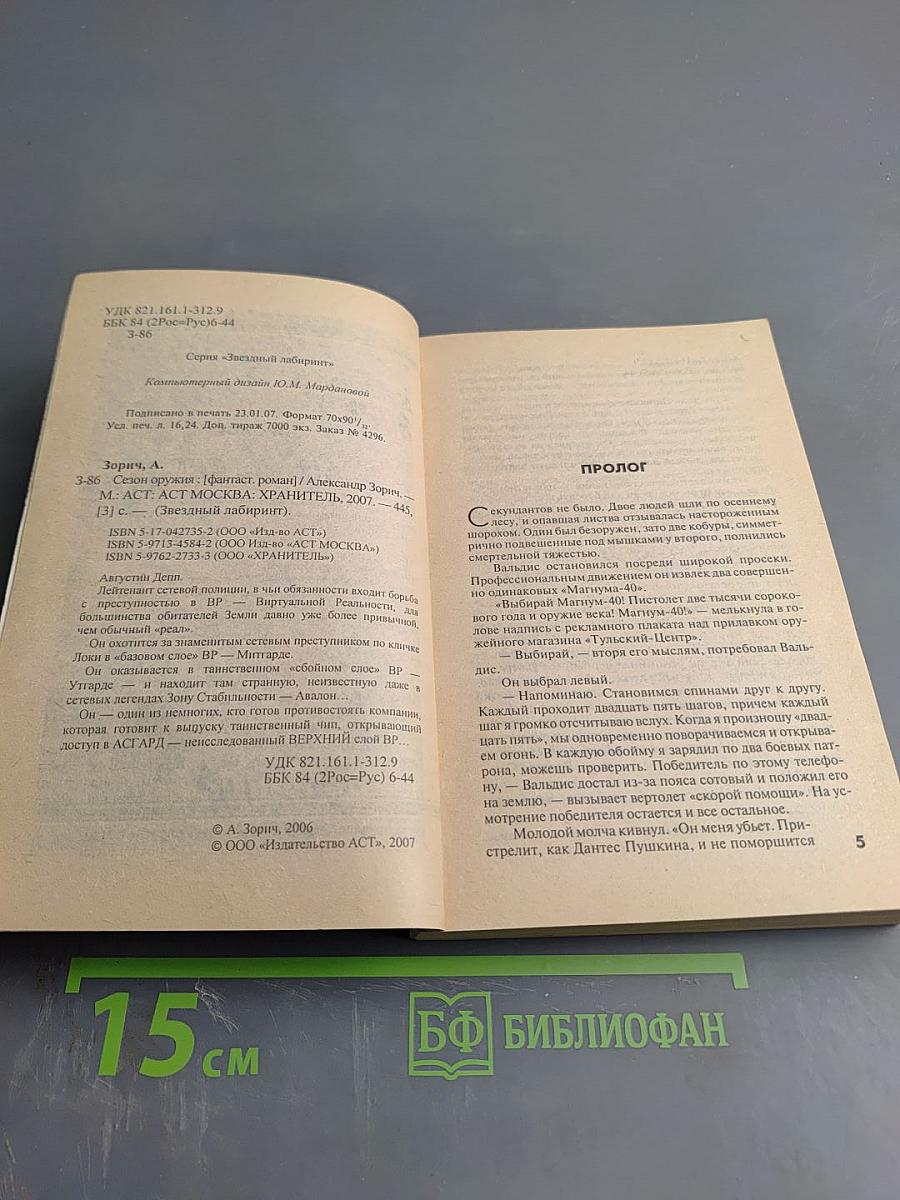 УДК 821.161.1-312.9
ББК 84 (2Рос=Рус)6-44
З-86
Серия «Звездный лабиринт»
Компьютерный дизайн Ю.М. Мардановой
Подписано в печать 23.01.07. Формат 70х90 1/32.
Усл. печ. л. 16,24. Доп. тираж 7000 экз. Заказ № 4296.
Зорич, А.
З-86 Сезон оружия : [фантаст. роман] / Александр Зорич. —
М.: АСТ: АСТ МОСКВА: ХРАНИТЕЛЬ, 2007. — 445,
[3] с. — (Звездный лабиринт).
ISBN 5-17-042735-2 (ООО «Изд-во АСТ»)
ISBN 5-9713-4584-2 (ООО Изд-во «АСТ МОСКВА»)
ISBN 5-9762-2733-3 (ООО «ХРАНИТЕЛЬ»)
Августин Депп.
Лейтенант сетевой полиции, в чьи обязанности входит борьба
с преступностью в ВР — Виртуальной Реальности, для
большинства обитателей Земли давно уже более привычной,
чем обычный «реал».
Он охотится за знаменитым сетевым преступником по кличке
Локи в «базовом слое» ВР — Митгарде.
Он оказывается в таинственном «сбойном слое» ВР —
Утгарде — и находит там странную, неизвестную даже в
сетевых легендах Зону Стабильности — Авалон...
Он — один из немногих, кто готов противостоять компании,
которая готовит к выпуску таинственный чип, открывающий
доступ в АСГАРД — неисследованный ВЕРХНИЙ слой ВР...
УДК 821.161.1-312.9
ББК 84 (2Рос=Рус) 6-44
© А. Зорич, 2006
© ООО «Издательство АСТ», 2007
ПРОЛОГ
Секундантов не было. Двое людей шли по осеннему
лесу, и опавшая листва отзывалась настороженным
шорохом. Один был безоружен, зато две кобуры, симмет-
рично подвешенные под мышками у второго, полнились
смертельной тяжестью.
Вальдис остановился посреди широкой просеки.
Профессиональным движением он извлек два совершен-
но одинаковых «Магнума-40».
«Выбирай Магнум-40! Пистолет две тысячи сороко-
вого года и оружие века! Магнум-40!» — мелькнула в го-
лове надпись с рекламного плаката над прилавком ору-
жейного магазина «Тульский-Центр».
— Выбирай, — вторя его мыслям, потребовал Валь-
дис.
Он выбрал левый.
— Напоминаю. Становимся спинами друг к другу.
Каждый проходит двадцать пять шагов, причем каждый
шаг я громко отсчитываю вслух. Когда я произношу «двад-
цать пять», мы одновременно поворачиваемся и открыва-
ем огонь. В каждую обойму я зарядил по два боевых пат-
рона, можешь проверить. Победитель по этому телефо-
ну, — Вальдис достал из-за пояса сотовый и положил его
на землю, — вызывает вертолет «скорой помощи». На ус-
мотрение победителя остается и все остальное.
Молодой молча кивнул. «Он меня убьет. При-
стрелит, как Дантес Пушкина, и не поморщится
5
15 см
БФ БИБЛИОФАН